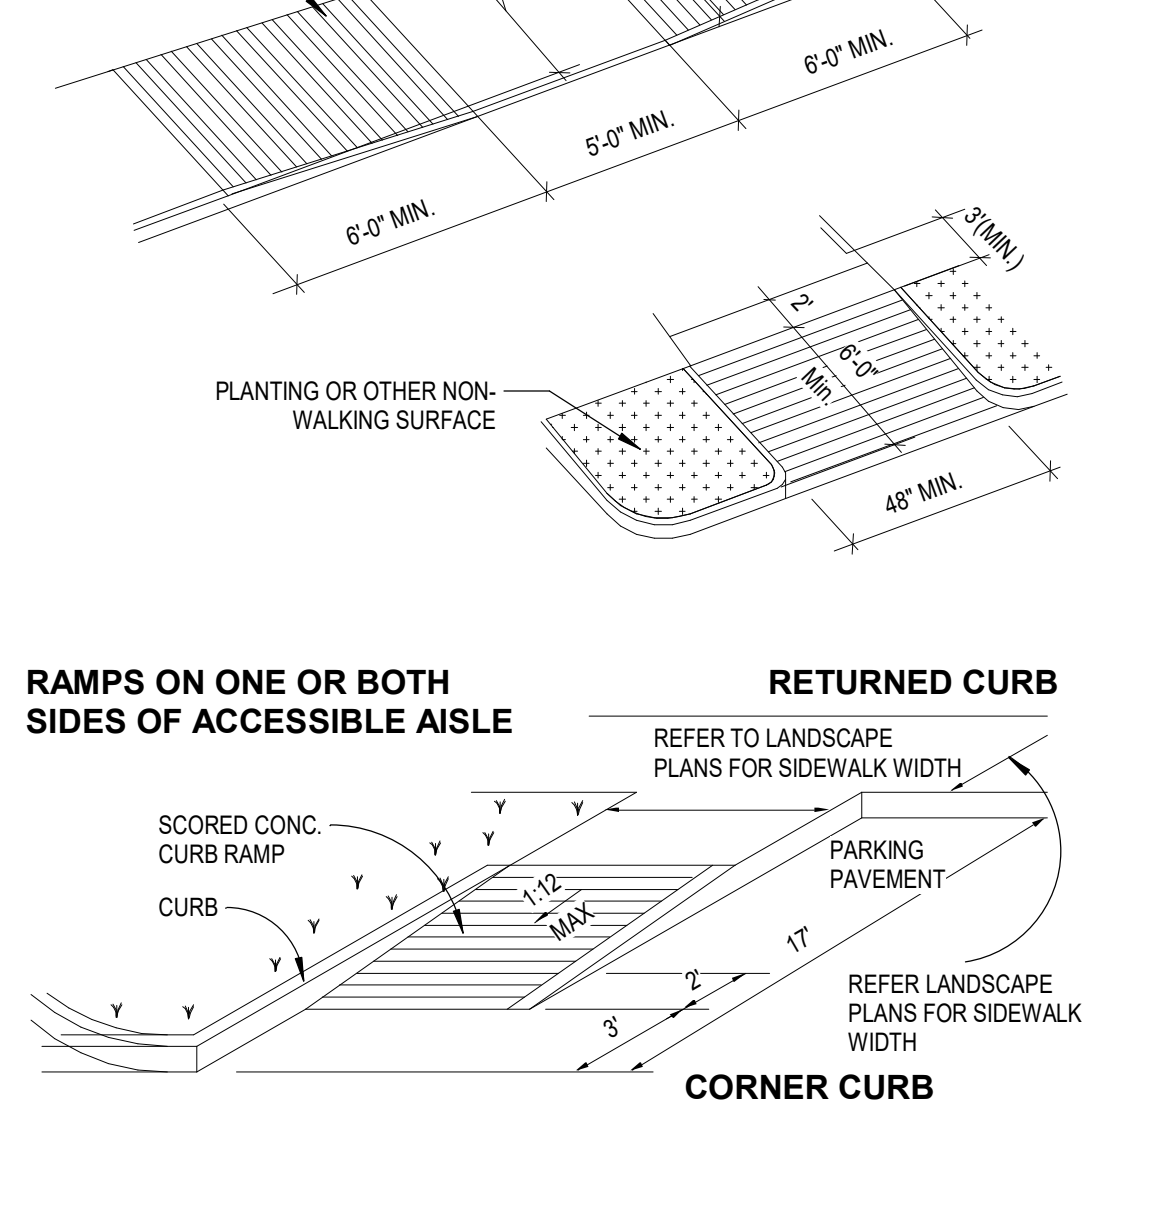 6'-0" MIN.
5'-0" MIN.
6'-0" MIN.
3'(MIN.)
2'
6'-0"
Min.
PLANTING OR OTHER NON-
WALKING SURFACE
48" MIN.
RAMPS ON ONE OR BOTH
SIDES OF ACCESSIBLE AISLE
RETURNED CURB
REFER TO LANDSCAPE
PLANS FOR SIDEWALK WIDTH
SCORED CONC.
CURB RAMP
PARKING
PAVEMENT
1:12
MAX
CURB
17'
2'
3'
REFER LANDSCAPE
PLANS FOR SIDEWALK
WIDTH
CORNER CURB